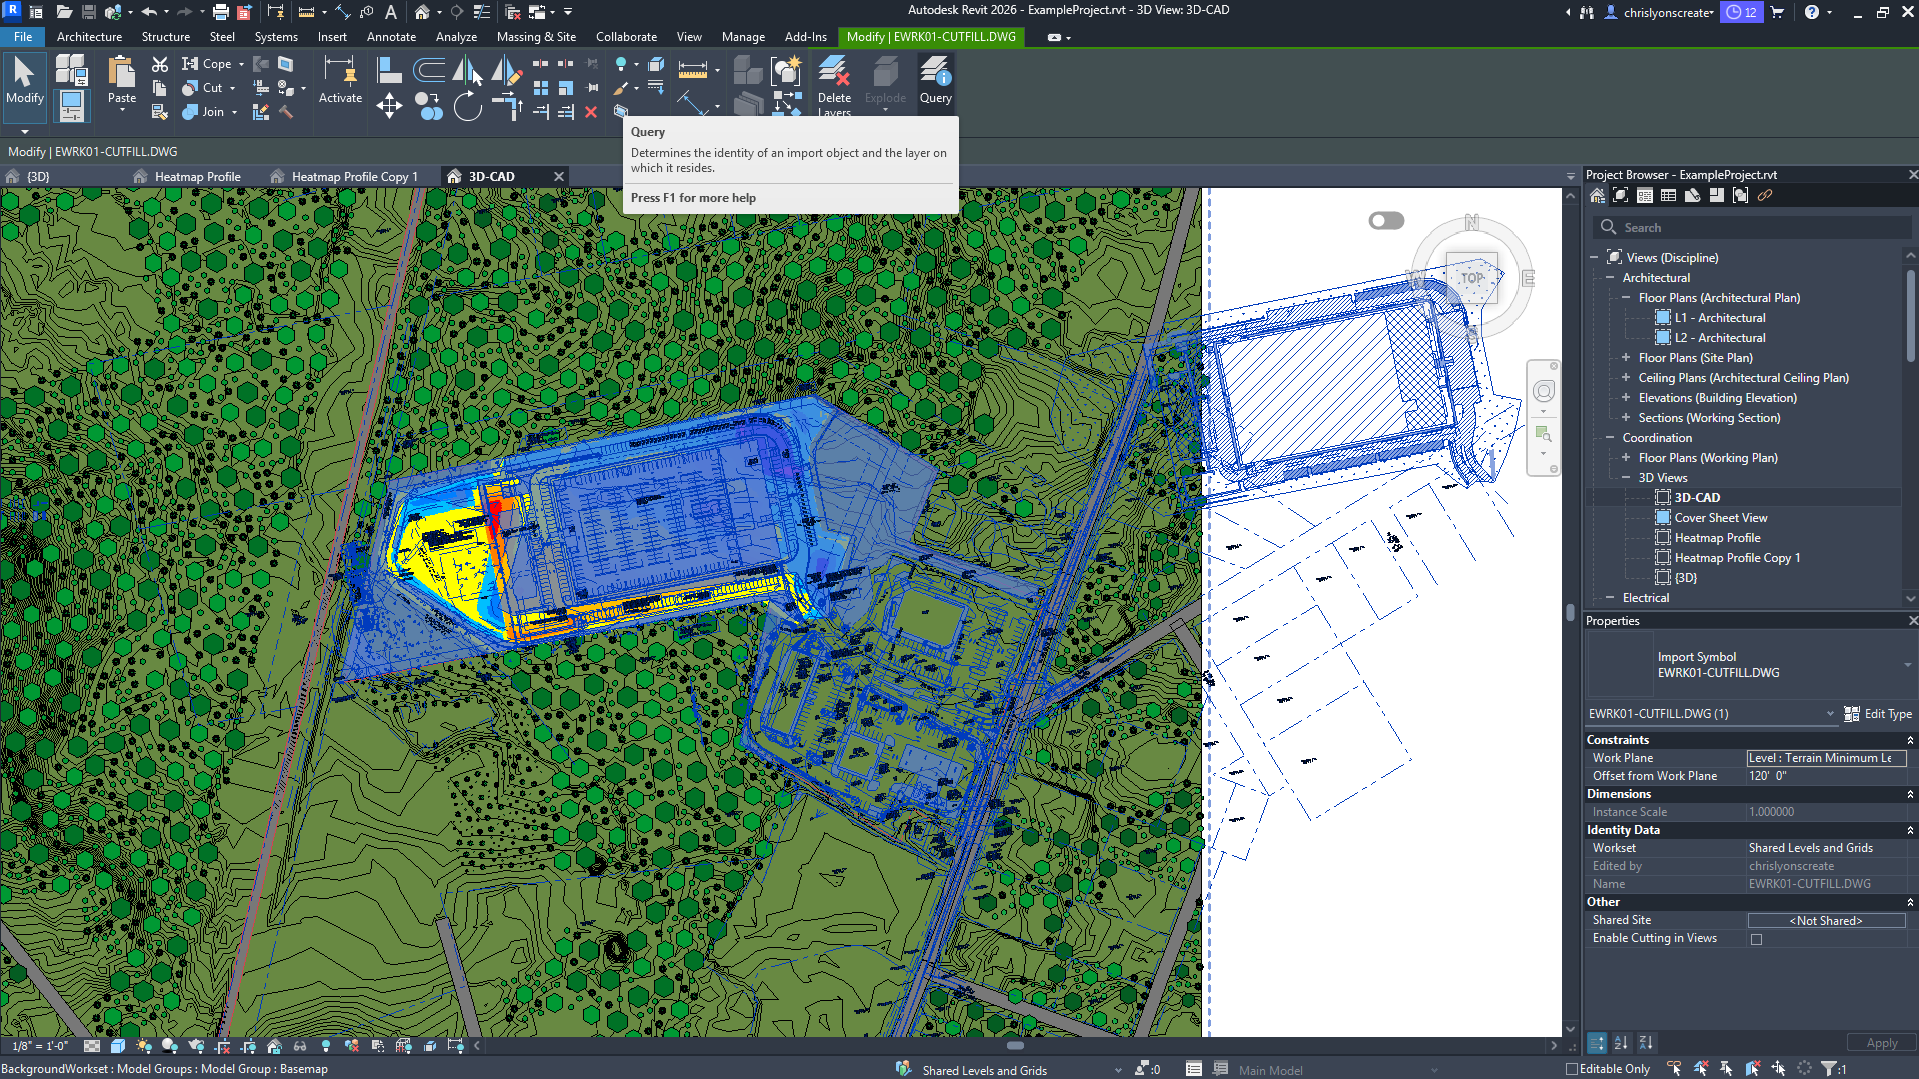 Autodesk Revit 2026 - ExampleProject.rvt - 3D View: 3D-CAD
chrislyonscreate
12
File
Architecture
Structure
Steel
Systems
Insert
Annotate
Analyze
Massing & Site
Collaborate
View
Manage
Add-Ins
Modify | EWRK01-CUTFILL.DWG
Modify
Paste
Cope
Cut
Join
Activate
Delete
Layers
Explode
Query
Query
Determines the identity of an import object and the layer on
which it resides.
Press F1 for more help
Modify | EWRK01-CUTFILL.DWG
{3D}
Heatmap Profile
Heatmap Profile Copy 1
3D-CAD
N
W
E
TOP
Project Browser - ExampleProject.rvt
Search
Views (Discipline)
Architectural
Floor Plans (Architectural Plan)
L1 - Architectural
L2 - Architectural
Floor Plans (Site Plan)
Ceiling Plans (Architectural Ceiling Plan)
Elevations (Building Elevation)
Sections (Working Section)
Coordination
Floor Plans (Working Plan)
3D Views
3D-CAD
Cover Sheet View
Heatmap Profile
Heatmap Profile Copy 1
{3D}
Electrical
Properties
Import Symbol
EWRK01-CUTFILL.DWG
EWRK01-CUTFILL.DWG (1)
Edit Type
Constraints
Work Plane
Level : Terrain Minimum Le
Offset from Work Plane
120' 0"
Dimensions
Instance Scale
1.000000
Identity Data
Workset
Shared Levels and Grids
Edited by
chrislyonscreate
Name
EWRK01-CUTFILL.DWG
Other
Shared Site
<Not Shared>
Enable Cutting in Views
Apply
1/8" = 1'-0"
BackgroundWorkset : Model Groups : Model Group : Basemap
Shared Levels and Grids
:0
Main Model
Editable Only
:1